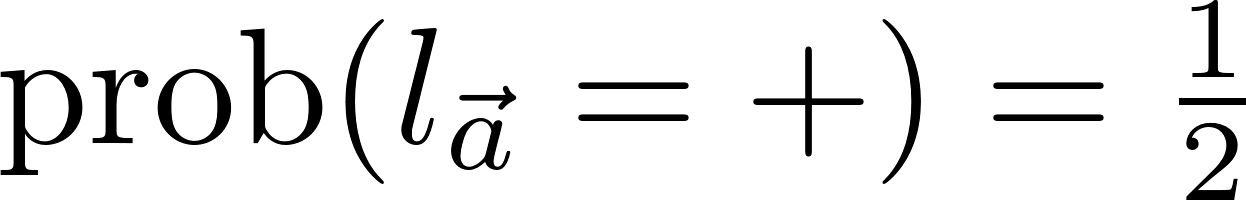 prob(l_{\vec{a}} = +) = \frac{1}{2}